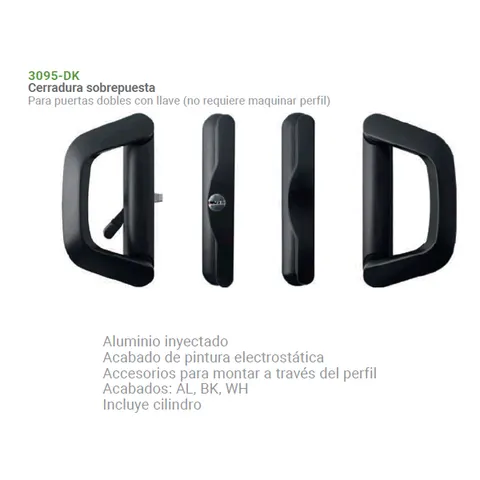 3095-DK
Cerradura sobrepuesta
Para puertas dobles con llave (no requiere maquinar perfil)
Aluminio inyectado
Acabado de pintura electrostática
Accesorios para montar a través del perfil
Acabados: AL, BK, WH
Incluye cilindro